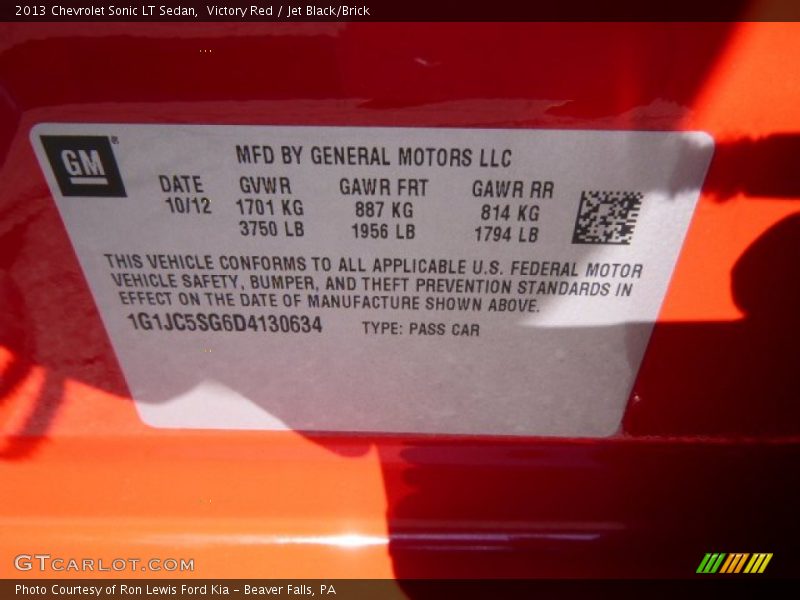 2013 Chevrolet Sonic LT Sedan,  Victory Red / Jet Black/Brick
GM®
MFD BY GENERAL MOTORS LLC
DATE GVWR GAWR FRT GAWR RR
10/12 1701 KG 887 KG 814 KG
3750 LB 1956 LB 1794 LB
THIS VEHICLE CONFORMS TO ALL APPLICABLE U.S. FEDERAL MOTOR
VEHICLE SAFETY, BUMPER, AND THEFT PREVENTION STANDARDS IN
EFFECT ON THE DATE OF MANUFACTURE SHOWN ABOVE.
1G1JC5SG6D4130634 TYPE: PASS CAR
GTCARLOT.COM
Photo Courtesy of Ron Lewis Ford Kia - Beaver Falls, PA